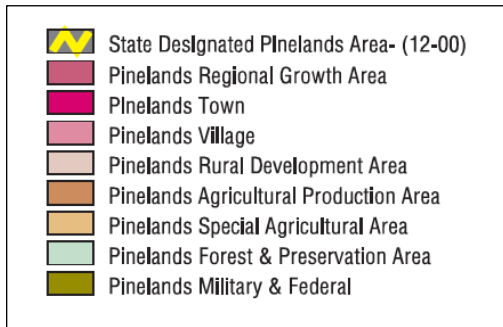 State Designated Pinelands Area- (12-00)
Pinelands Regional Growth Area
Pinelands Town
Pinelands Village
Pinelands Rural Development Area
Pinelands Agricultural Production Area
Pinelands Special Agricultural Area
Pinelands Forest & Preservation Area
Pinelands Military & Federal